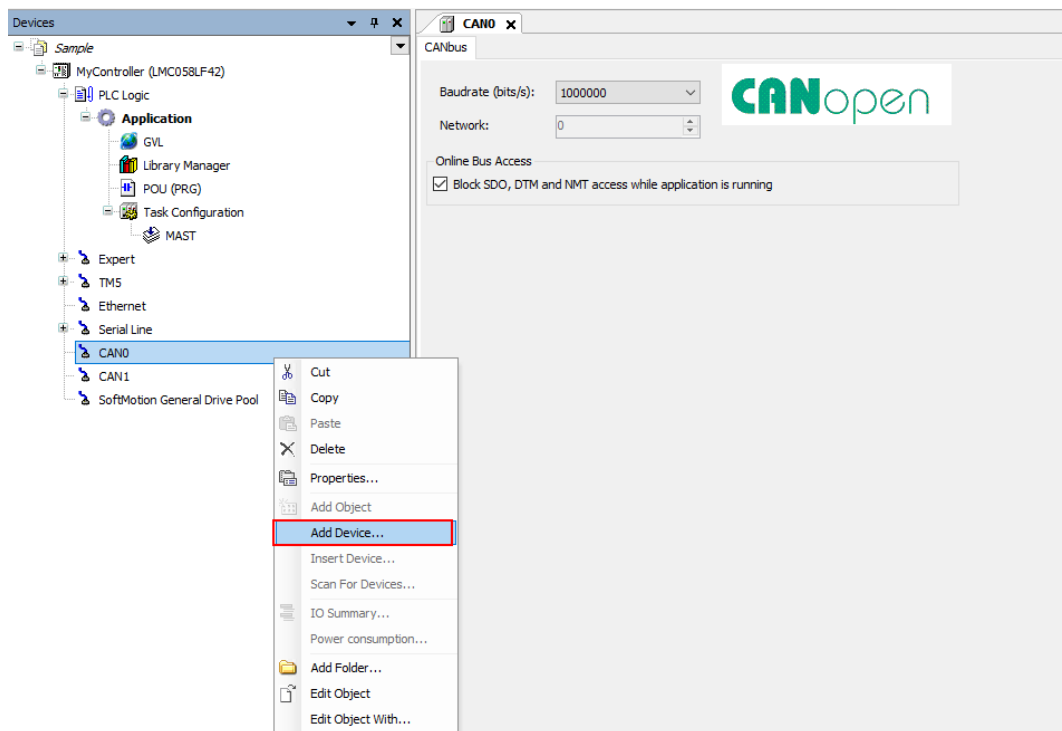 Devices
Sample
MyController (LMC058LF42)
PLC Logic
Application
GVL
Library Manager
POU (PRG)
Task Configuration
MAST
Expert
TM5
Ethernet
Serial Line
CAN0
CAN1
SoftMotion General Drive Pool
Cut
Copy
Paste
Delete
Properties...
Add Object
Add Device...
Insert Device...
Scan For Devices...
IO Summary...
Power consumption...
Add Folder...
Edit Object
Edit Object With...
CAN0
CANbus
Baudrate (bits/s): 1000000
Network: 0
CANopen
Online Bus Access
Block SDO, DTM and NMT access while application is running